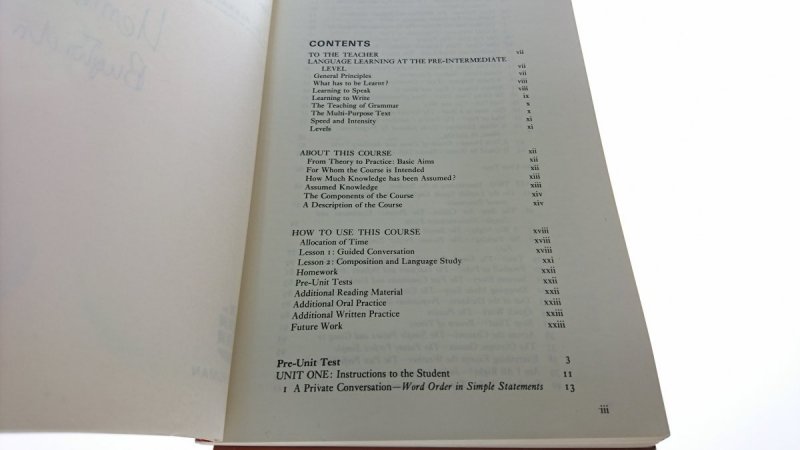 CONTENTS
TO THE TEACHER vii
LANGUAGE LEARNING AT THE PRE-INTERMEDIATE
LEVEL vii
General Principles vii
What has to be Learnt? viii
Learning to Speak viii
Learning to Write ix
The Teaching of Grammar x
The Multi-Purpose Text x
Speed and Intensity xi
Levels xi
ABOUT THIS COURSE xii
From Theory to Practice: Basic Aims xii
For Whom the Course is Intended xii
How Much Knowledge has been Assumed? xiii
Assumed Knowledge xiii
The Components of the Course xiv
A Description of the Course xiv
HOW TO USE THIS COURSE xviii
Allocation of Time xviii
Lesson 1: Guided Conversation xviii
Lesson 2: Composition and Language Study xxi
Homework xxii
Pre-Unit Tests xxii
Additional Reading Material xxii
Additional Oral Practice xxiii
Additional Written Practice xxiii
Future Work xxiii
Pre-Unit Test 3
UNIT ONE: Instructions to the Student 11
1 A Private Conversation—Word Order in Simple Statements 13
iii